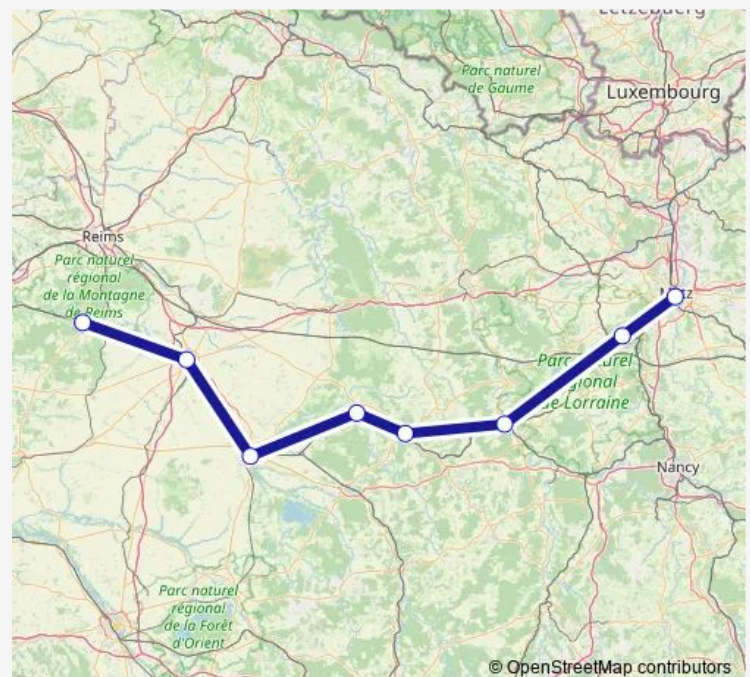 Lëtzebuerg
Parc naturel
de Gaume
Luxembourg
Reims
Parc naturel
régional
de la Montagne
de Reims
Parc
régional
de Lorraine
Nancy
Parc naturel
régional
de la Forêt
d'Orient
© OpenStreetMap contributors